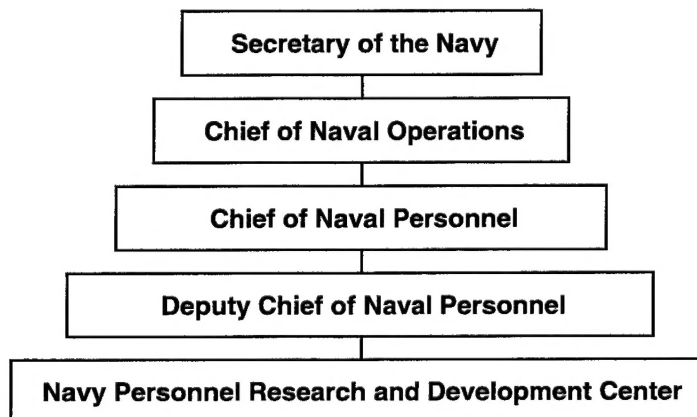 Secretary of the Navy
Chief of Naval Operations
Chief of Naval Personnel
Deputy Chief of Naval Personnel
Navy Personnel Research and Development Center